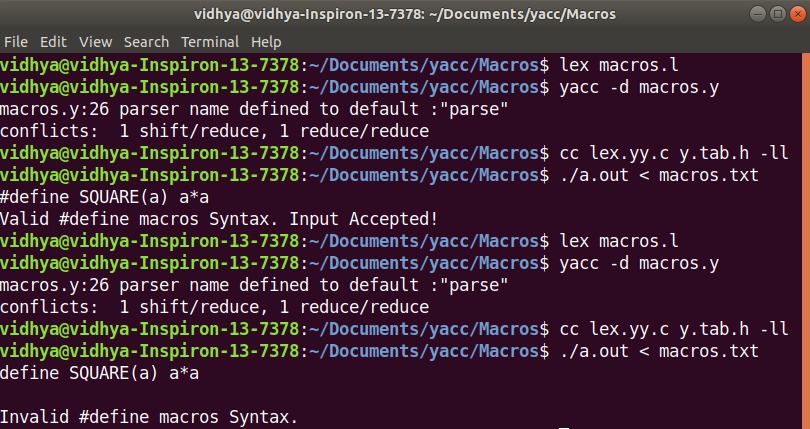 vidhya@vidhya-Inspiron-13-7378: ~/Documents/yacc/Macros
File Edit View Search Terminal Help
vidhya@vidhya-Inspiron-13-7378:~/Documents/yacc/Macros$ lex macros.l
vidhya@vidhya-Inspiron-13-7378:~/Documents/yacc/Macros$ yacc -d macros.y
macros.y:26 parser name defined to default :"parse"
conflicts:  1 shift/reduce, 1 reduce/reduce
vidhya@vidhya-Inspiron-13-7378:~/Documents/yacc/Macros$ cc lex.yy.c y.tab.h -ll
vidhya@vidhya-Inspiron-13-7378:~/Documents/yacc/Macros$ ./a.out < macros.txt
#define SQUARE(a) a*a
Valid #define macros Syntax. Input Accepted!
vidhya@vidhya-Inspiron-13-7378:~/Documents/yacc/Macros$ lex macros.l
vidhya@vidhya-Inspiron-13-7378:~/Documents/yacc/Macros$ yacc -d macros.y
macros.y:26 parser name defined to default :"parse"
conflicts:  1 shift/reduce, 1 reduce/reduce
vidhya@vidhya-Inspiron-13-7378:~/Documents/yacc/Macros$ cc lex.yy.c y.tab.h -ll
vidhya@vidhya-Inspiron-13-7378:~/Documents/yacc/Macros$ ./a.out < macros.txt
define SQUARE(a) a*a
Invalid #define macros Syntax.